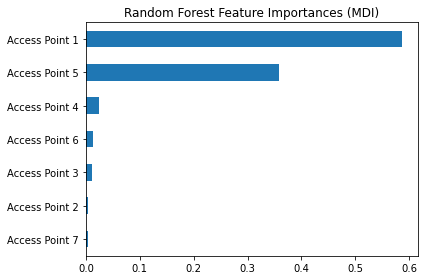 Random Forest Feature Importances (MDI)
Access Point 1
Access Point 5
Access Point 4
Access Point 6
Access Point 3
Access Point 2
Access Point 7
0.0 0.1 0.2 0.3 0.4 0.5 0.6